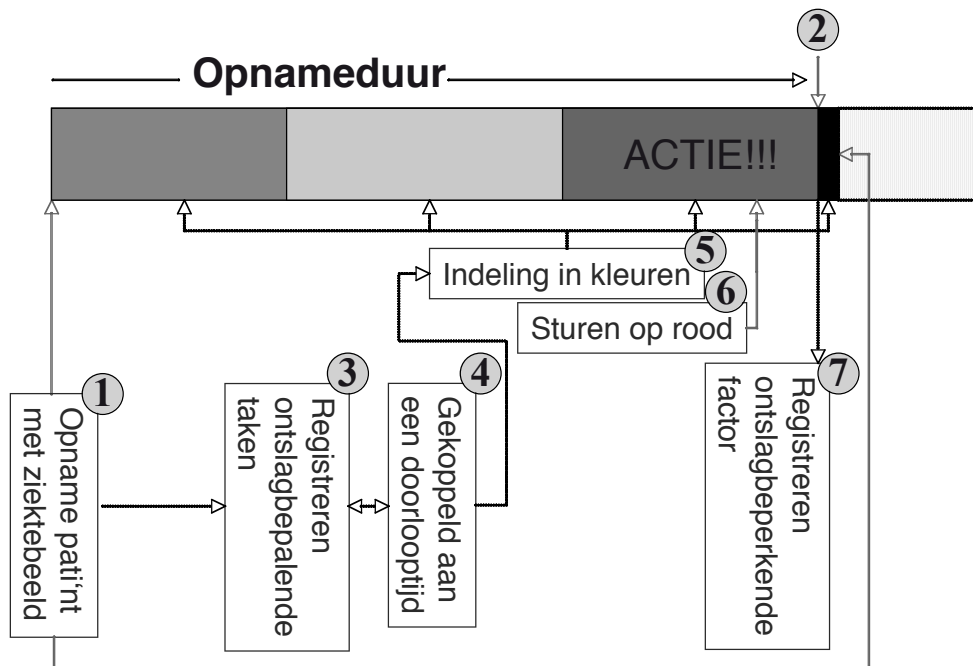 2
Opnameduur
ACTIE!!!
5
Indeling in kleuren
6
Sturen op rood
1
Opname pati‘nt
met ziektebeeld
3
Registreren
ontslagbepalende
taken
4
Gekoppeld aan
een doorlooptijd
7
Registreren
ontslagbeperkende
factor